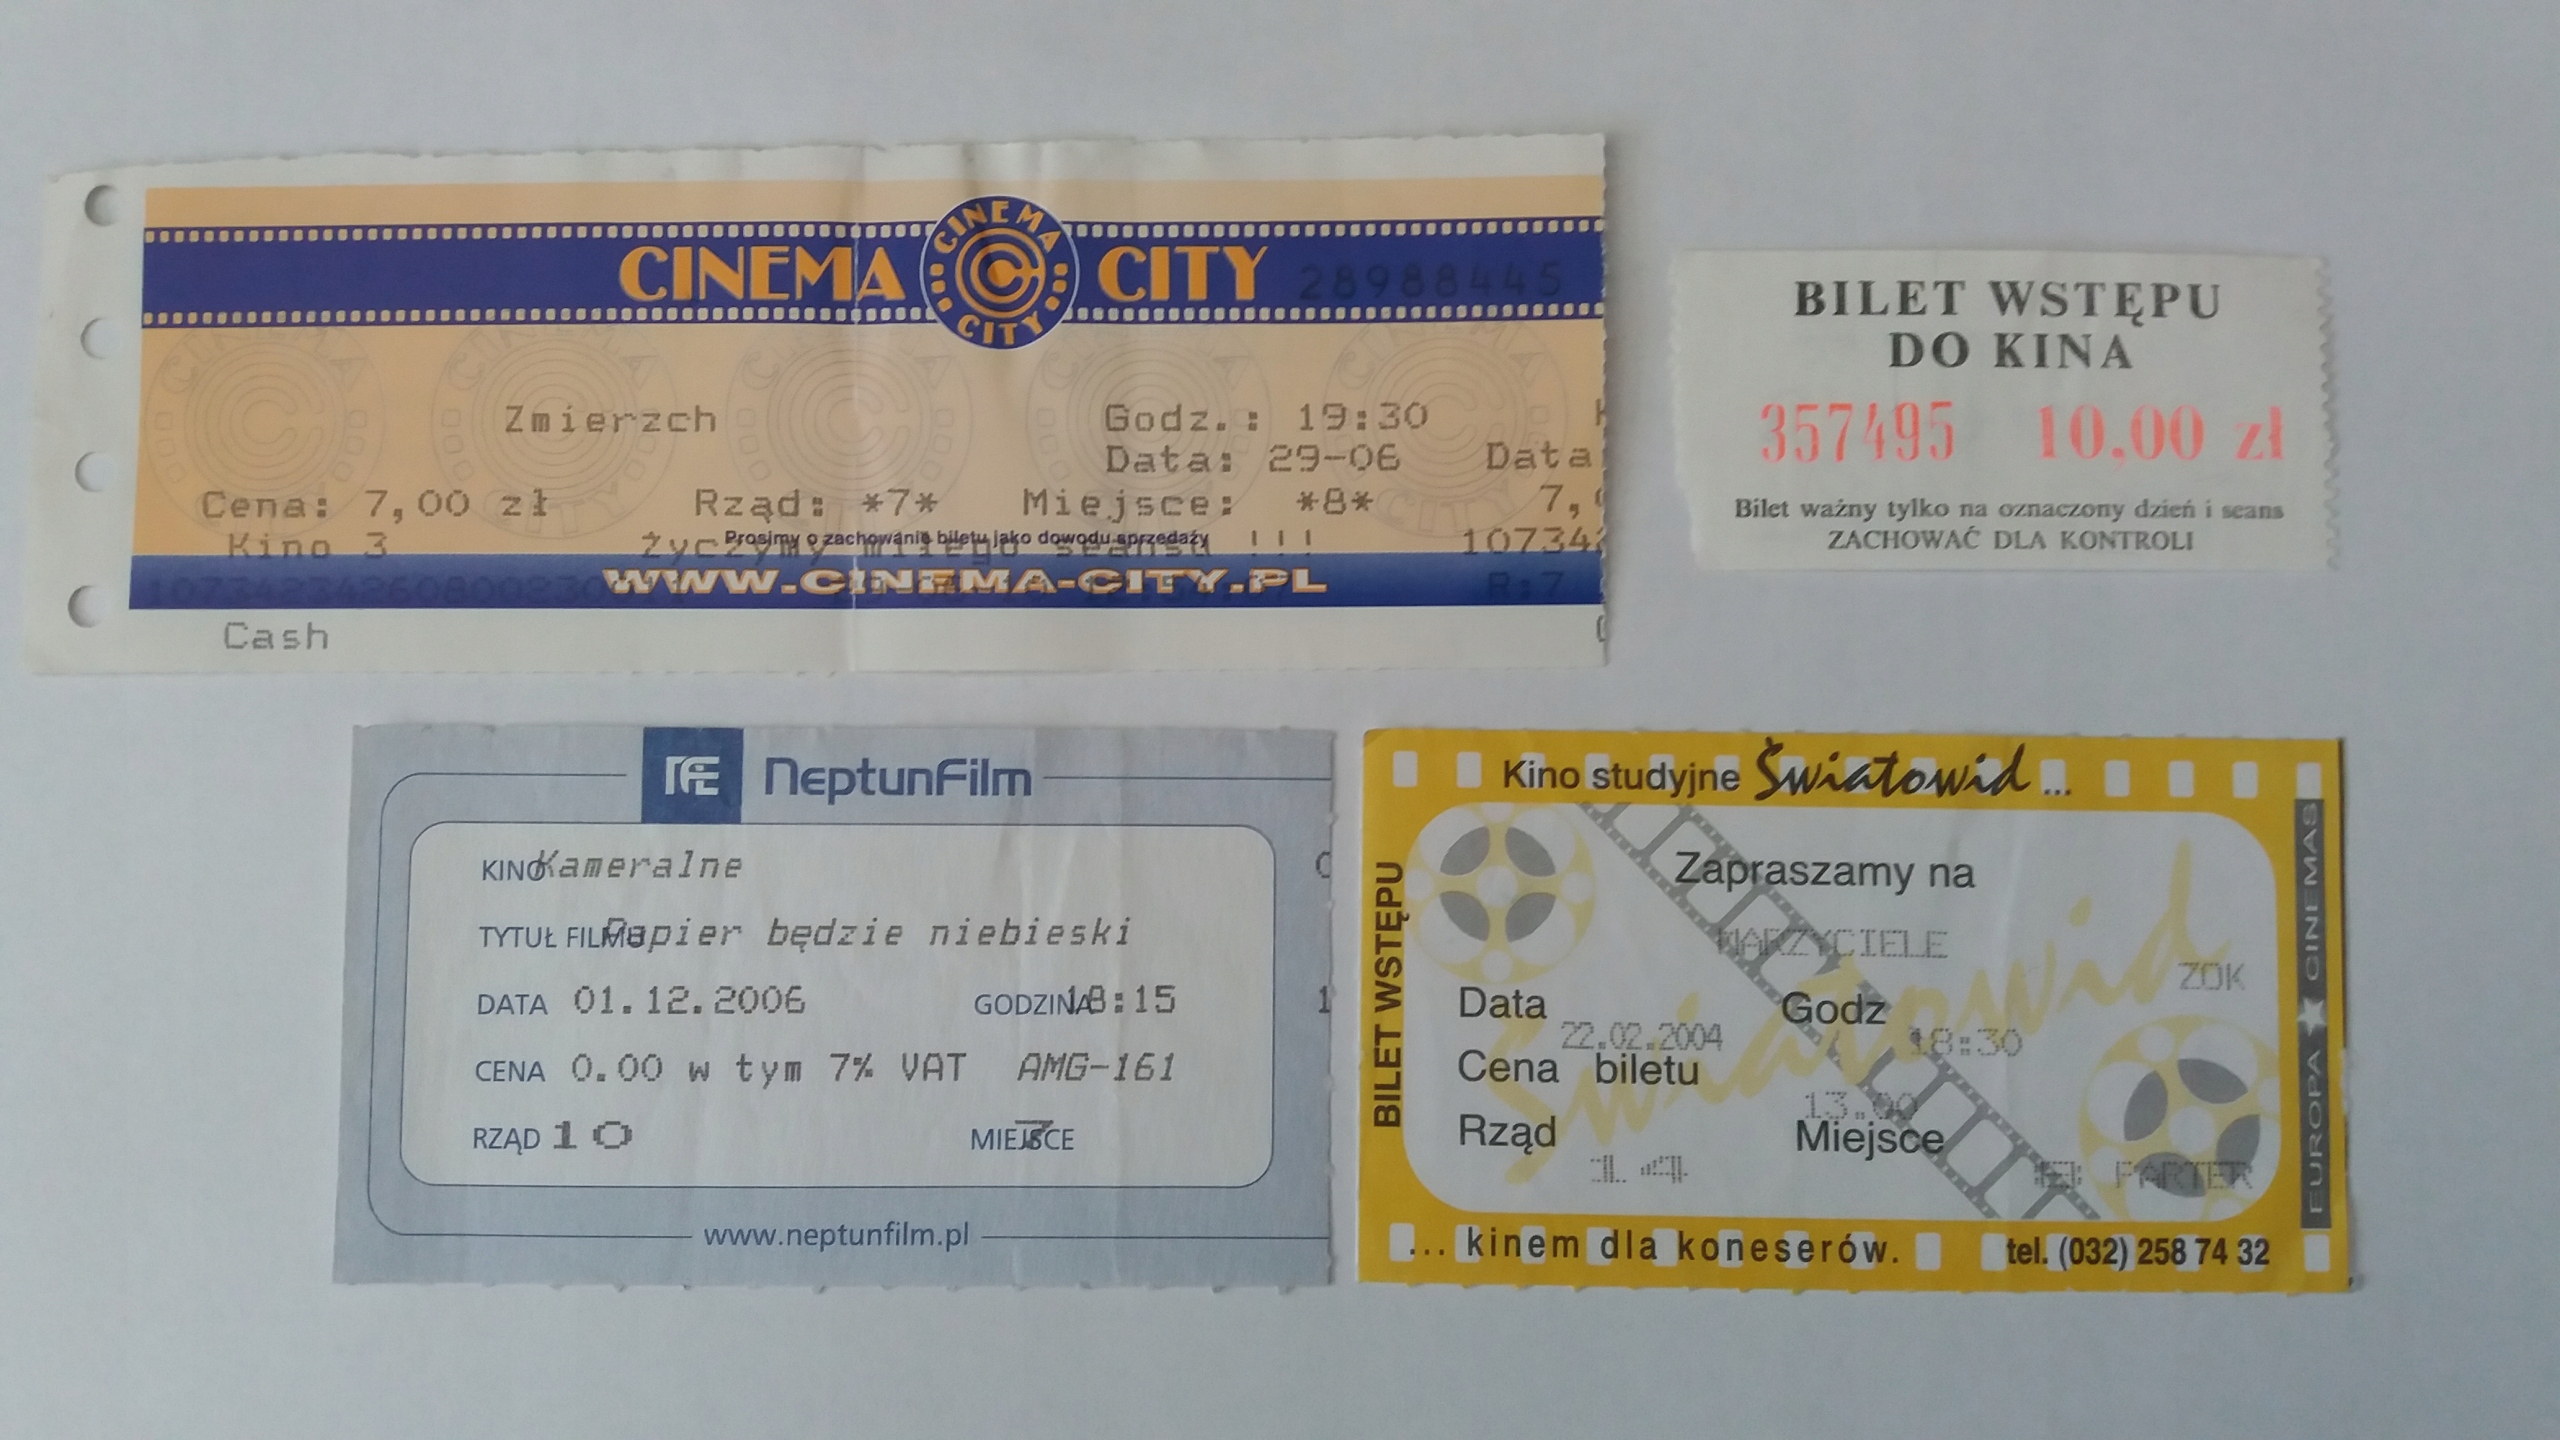 CINEMA CINEMA CITY CITY 28988445
Zmierzch Godz.: 19:30
Data: 29-06 Data
Cena: 7,00 zł Rząd: *7* Miejsce: *8* 7,
Prosimy o zachowanie biletu jako dowodu sprzedaży
Kino 3 Życzymy miłego seansu !!! 10734
WWW.CINEMA-CITY.PL R:7
Cash
BILET WSTĘPU
DO KINA
357495 10,00 zł
Bilet ważny tylko na oznaczony dzień i seans
ZACHOWAĆ DLA KONTROLI
NeptunFilm
KINO Kameralne
TYTUŁ FILMU Papier będzie niebieski
DATA 01.12.2006 GODZINA 18:15
CENA 0.00 w tym 7% VAT AMG-161
RZĄD 10 MIEJSCE 7
www.neptunfilm.pl
Kino studyjne Światowid ...
BILET WSTĘPU
Zapraszamy na
MARZYCIELE
ZOK
Data Godz
22.02.2004 18:30
Cena biletu
13.00
Rząd Miejsce
14 PARTER
Światowid
EUROPA CINEMAS
... kinem dla koneserów. tel. (032) 258 74 32